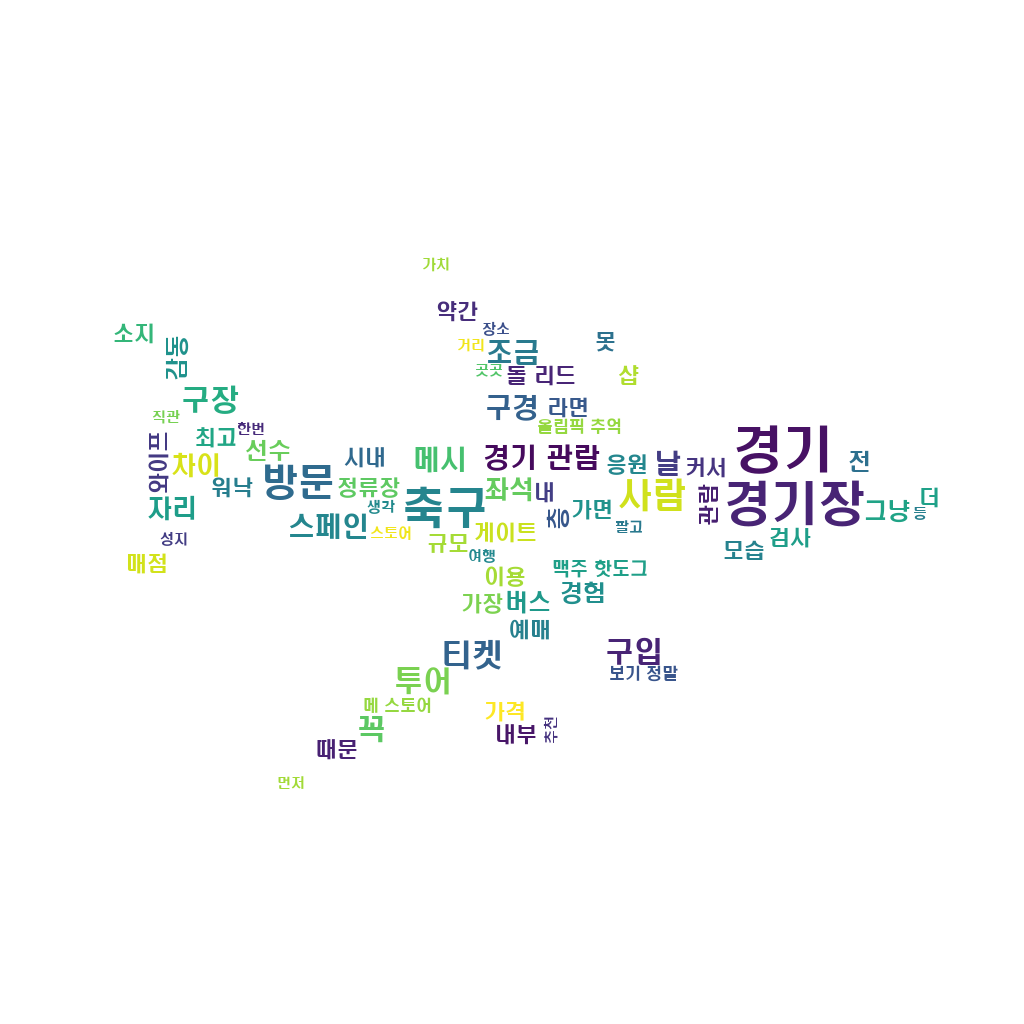 가치
약간
장소
소지
거리
조금
못
감동
곳곳
돌 리드
샵
구장
구경
라면
직관
올림픽 추억
한번
최고
선수
와이프
차이
시내
메시
경기 관람
응원
날
커서
경기
전
방문
워낙
정류장
좌석
내
사람
관람
경기장
더
자리
생각
축구
가면
그냥
등
스페인
스토어
게이트
층
팔고
검사
성지
규모
여행
모습
매점
이용
맥주 핫도그
가장
버스
경험
예매
티켓
구입
투어
보기 정말
메 스토어
가격
꼭
내부
추천
때문
먼저